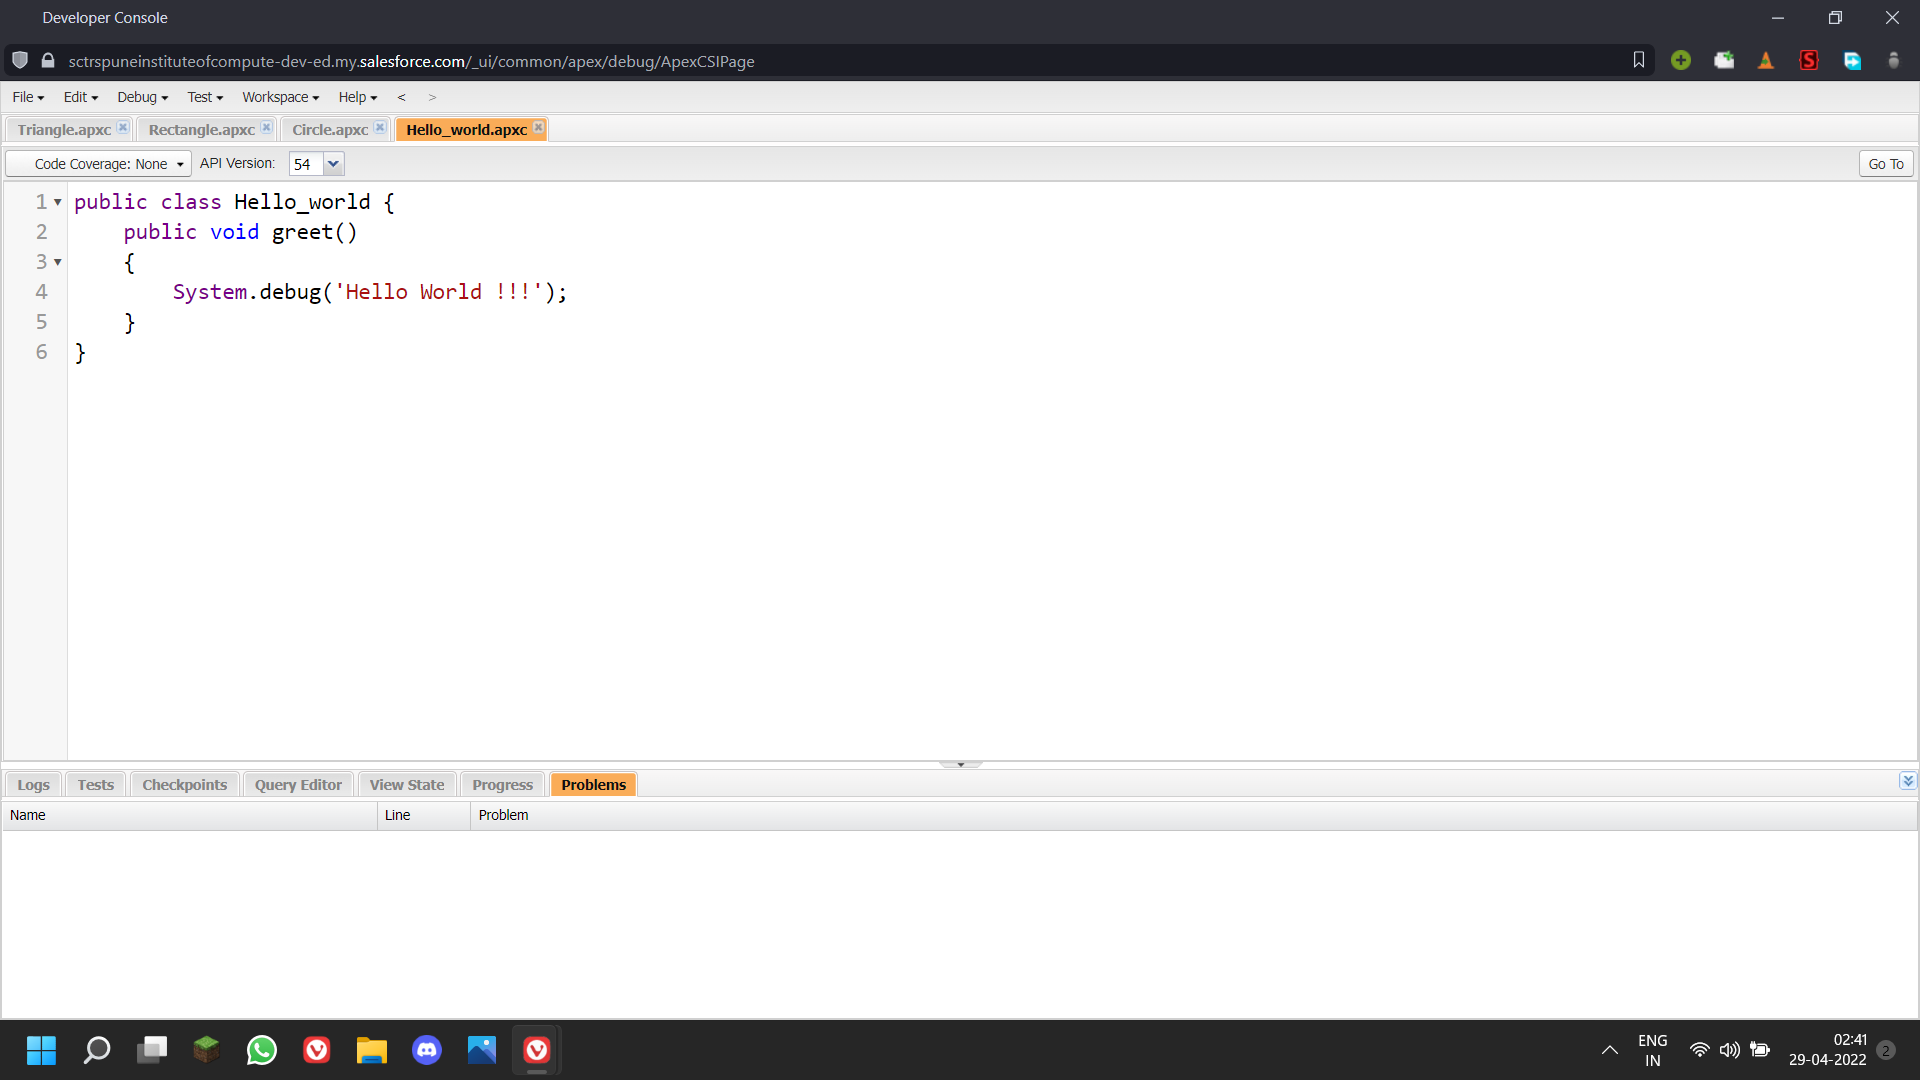 Developer Console
sctrspuneinstituteofcompute-dev-ed.my.salesforce.com/_ui/common/apex/debug/ApexCSIPage
File Edit Debug Test Workspace Help < >
Triangle.apxc Rectangle.apxc Circle.apxc Hello_world.apxc
Code Coverage: None API Version: 54 Go To
1 public class Hello_world {
2 public void greet()
3 {
4 System.debug('Hello World !!!');
5 }
6 }
Logs Tests Checkpoints Query Editor View State Progress Problems
Name Line Problem
ENG 02:41
IN 29-04-2022 2